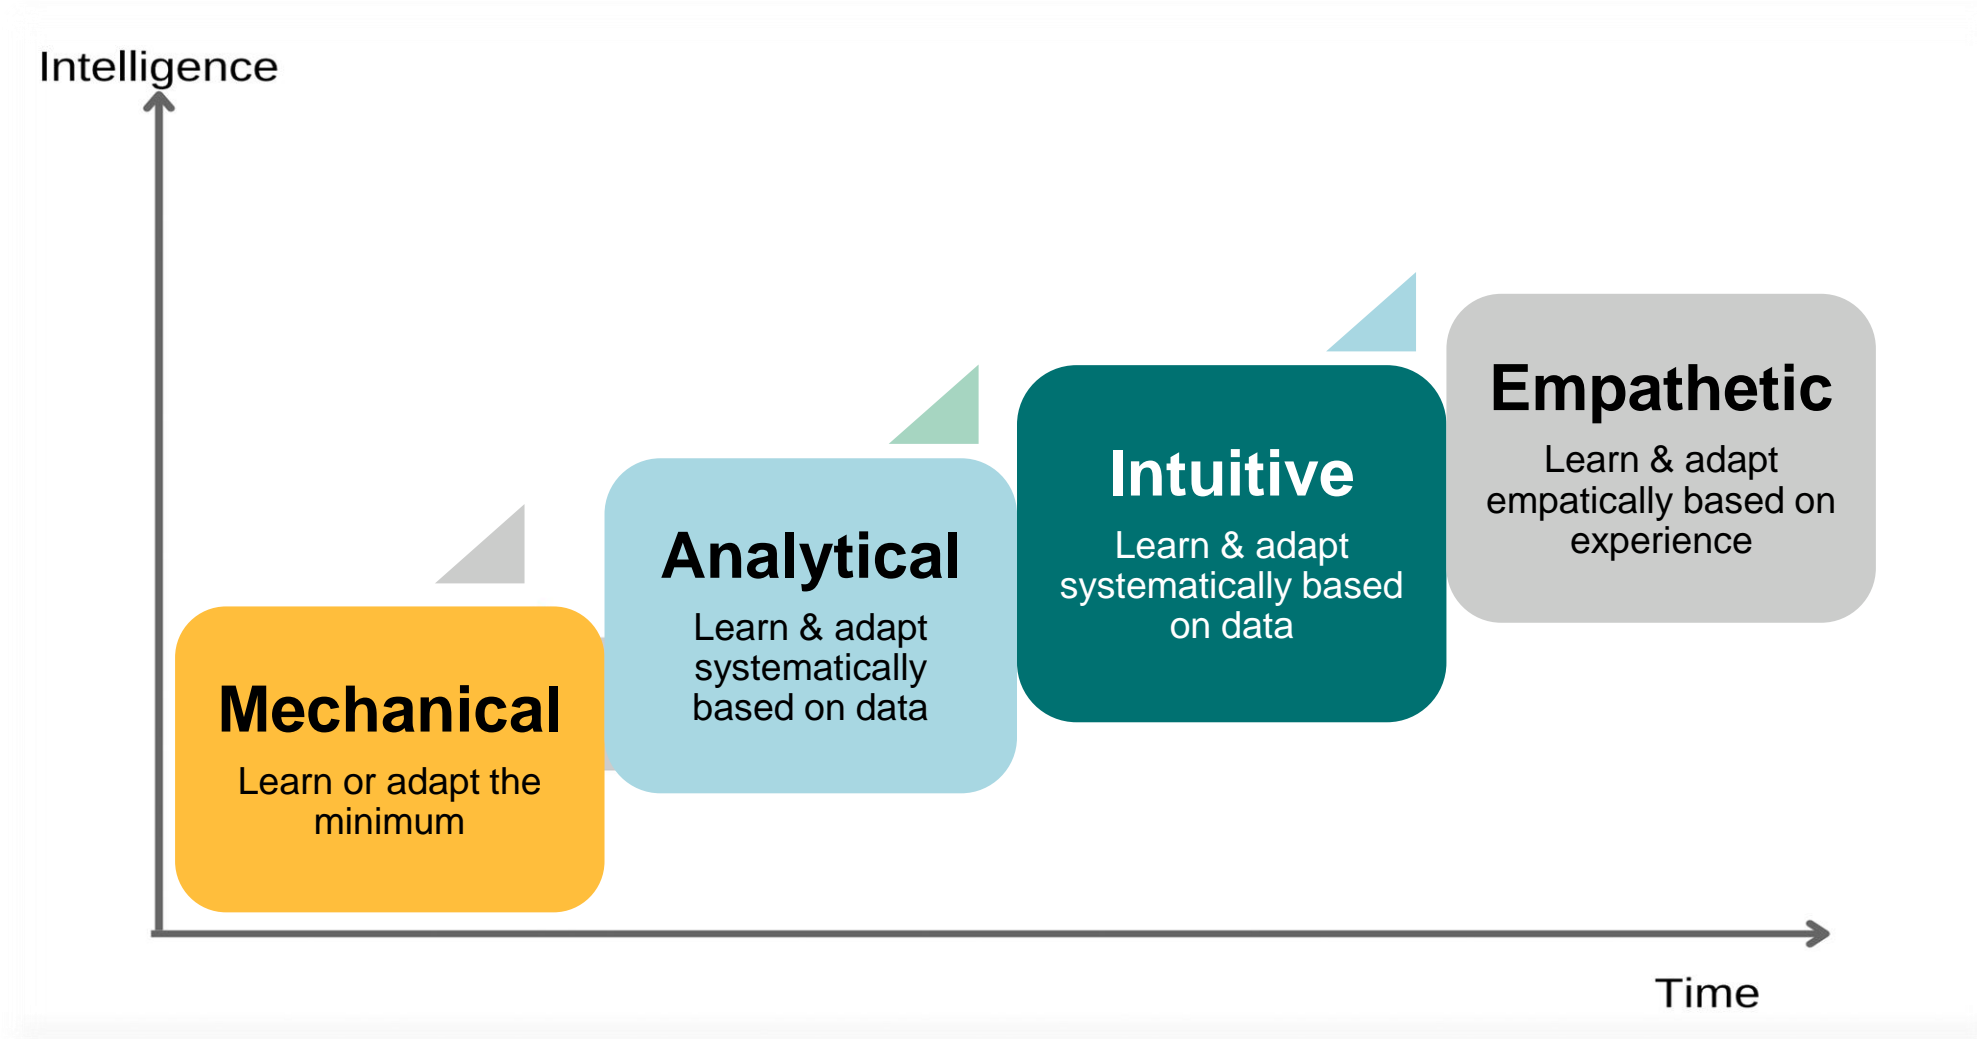 Intelligence
Mechanical
Learn or adapt the
minimum
Analytical
Learn & adapt
systematically
based on data
Intuitive
Learn & adapt
systematically based
on data
Empathetic
Learn & adapt
empatically based on
experience
Time